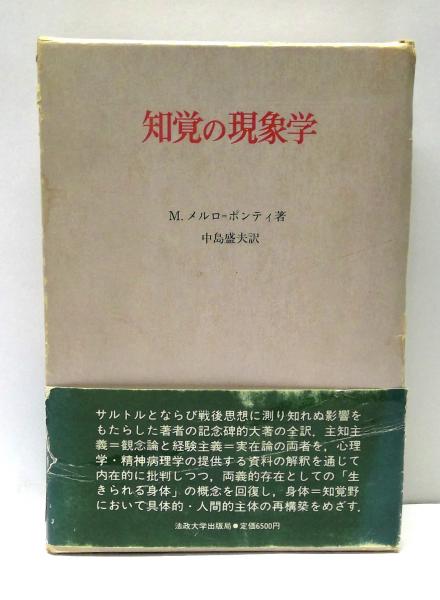 知覚の現象学
M. メルロ=ポンティ著
中島盛夫訳
サルトルとならび戦後思想に測り知れぬ影響を
もたらした著者の記念碑的大著の全訳．主知主
義＝観念論と経験主義＝実在論の両者を，心理
学・精神病理学の提供する資料の解釈を通じて
内在的に批判しつつ，両義的存在としての「生
きられる身体」の概念を回復し，身体＝知覚野
において具体的・人間的主体の再構築をめざす．
法政大学出版局●定価6500円